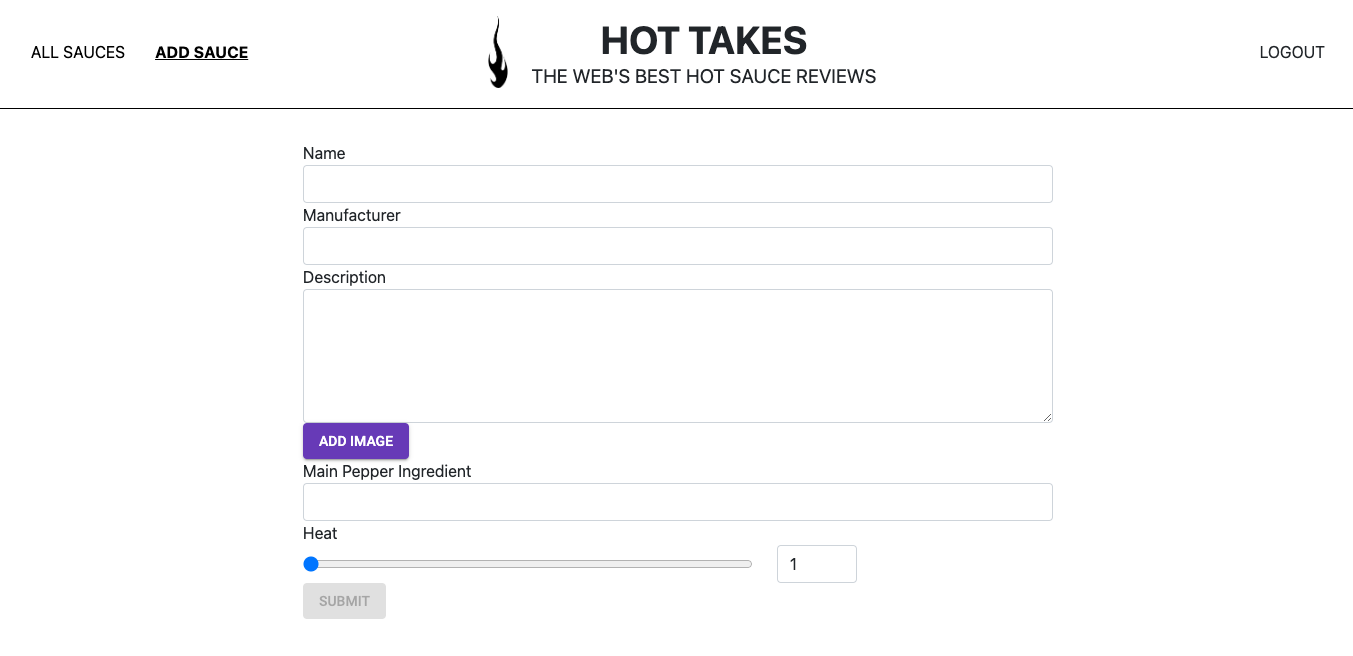 ALL SAUCES
ADD SAUCE
HOT TAKES
THE WEB'S BEST HOT SAUCE REVIEWS
LOGOUT
Name
Manufacturer
Description
ADD IMAGE
Main Pepper Ingredient
Heat
1
SUBMIT